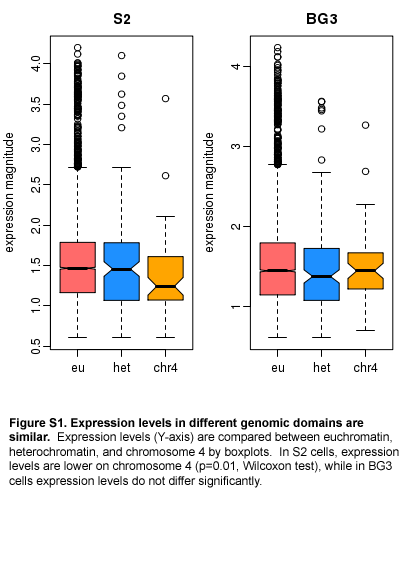 S2
BG3
expression magnitude
0.5 1.0 1.5 2.0 2.5 3.0 3.5 4.0
eu het chr4
expression magnitude
1 2 3 4
eu het chr4
Figure S1. Expression levels in different genomic domains are
similar. Expression levels (Y-axis) are compared between euchromatin,
heterochromatin, and chromosome 4 by boxplots. In S2 cells, expression
levels are lower on chromosome 4 (p=0.01, Wilcoxon test), while in BG3
cells expression levels do not differ significantly.